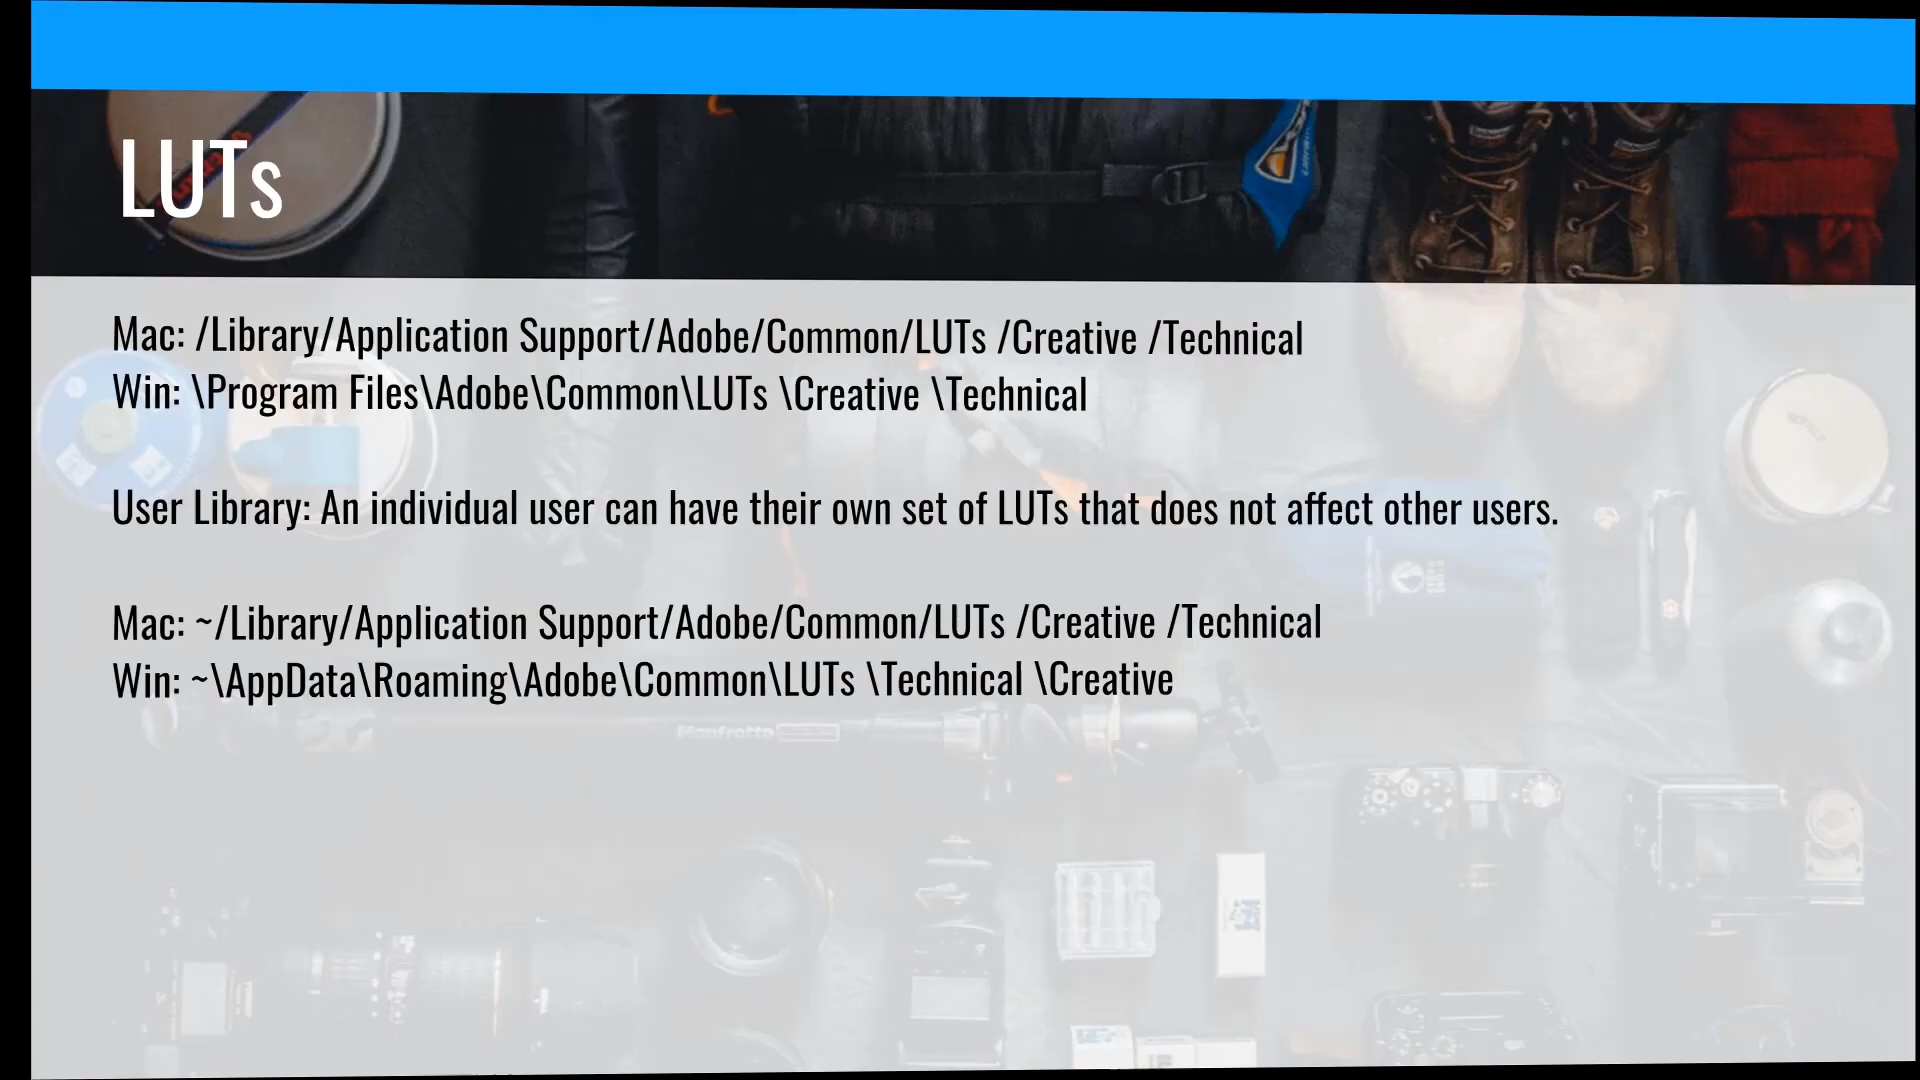 LUTs
Mac: /Library/Application Support/Adobe/Common/LUTs /Creative /Technical
Win: \Program Files\Adobe\Common\LUTs \Creative \Technical
User Library: An individual user can have their own set of LUTs that does not affect other users.
Mac: ~/Library/Application Support/Adobe/Common/LUTs /Creative /Technical
Win: ~\AppData\Roaming\Adobe\Common\LUTs \Technical \Creative
Manfrotto